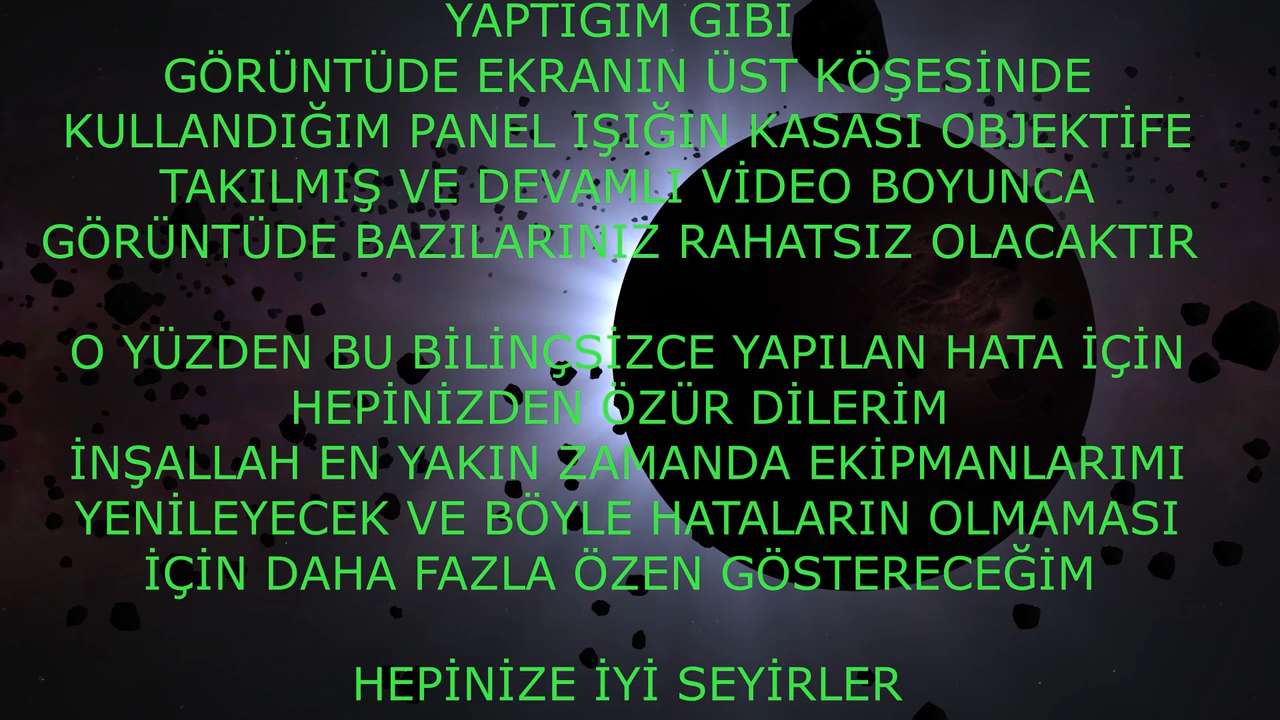 YAPTIĞIM GİBİ
GÖRÜNTÜDE EKRANIN ÜST KÖŞESİNDE
KULLANDIĞIM PANEL IŞIĞIN KASASI OBJEKTİFE
TAKILMIŞ VE DEVAMLI VİDEO BOYUNCA
GÖRÜNTÜDE BAZILARINIZ RAHATSIZ OLACAKTIR
O YÜZDEN BU BİLİNÇSİZCE YAPILAN HATA İÇİN
HEPİNİZDEN ÖZÜR DİLERİM
İNŞALLAH EN YAKIN ZAMANDA EKİPMANLARIMI
YENİLEYECEK VE BÖYLE HATALARIN OLMAMASI
İÇİN DAHA FAZLA ÖZEN GÖSTERECEĞİM
HEPİNİZE İYİ SEYİRLER